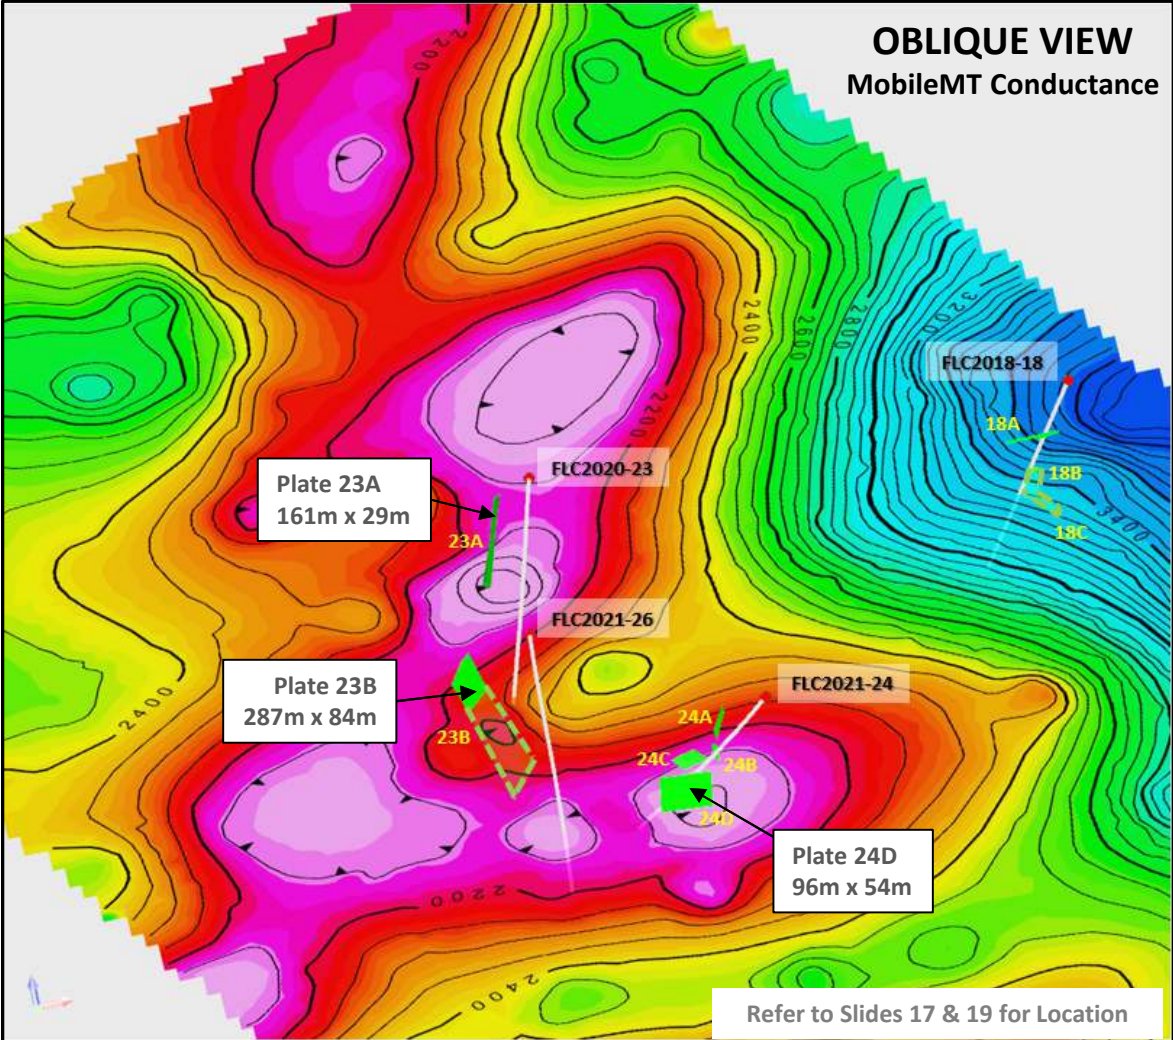 OBLIQUE VIEW
MobileMT Conductance
2200
2400
2600
2800
3200
FLC2018-18
18A
18B
18C
3400
2200
FLC2020-23
Plate 23A
161m x 29m
23A
FLC2021-26
Plate 23B
287m x 84m
23B
2400
FLC2021-24
24A
24C
24B
24D
Plate 24D
96m x 54m
2200
2400
Refer to Slides 17 & 19 for Location